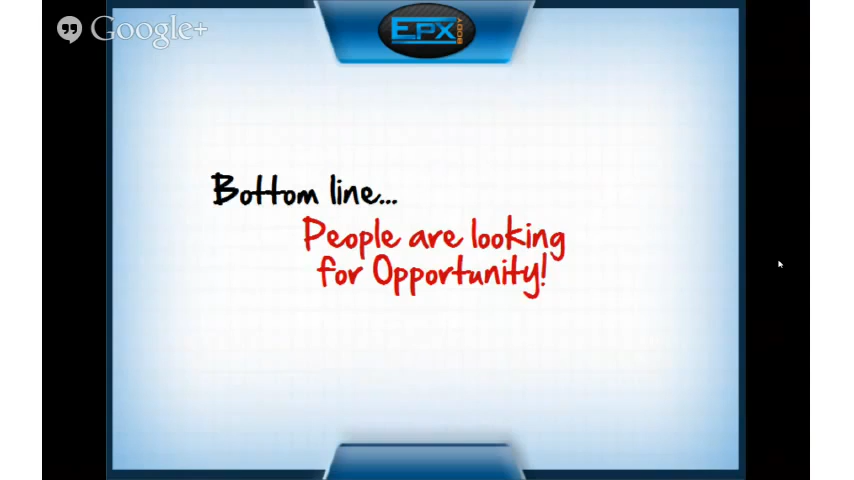 Google+
EPX BODY
Bottom line...
People are looking
for Opportunity!